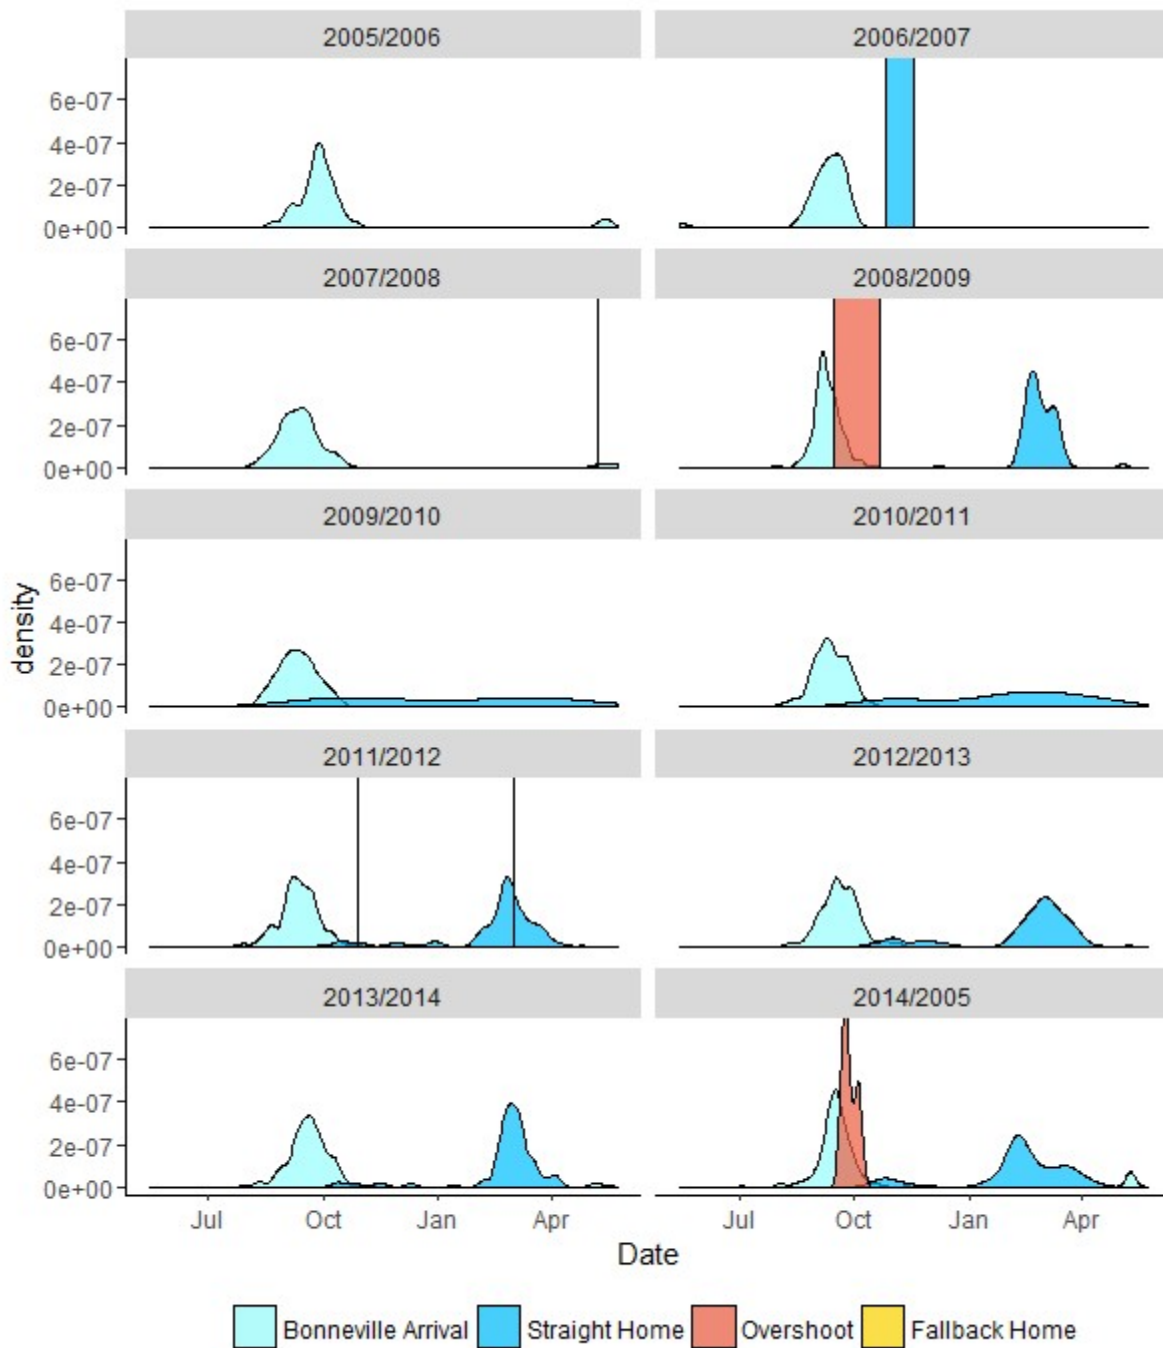 2005/2006 2006/2007
6e-07
4e-07
2e-07
0e+00
2007/2008 2008/2009
6e-07
4e-07
2e-07
0e+00
2009/2010 2010/2011
density
6e-07
4e-07
2e-07
0e+00
2011/2012 2012/2013
6e-07
4e-07
2e-07
0e+00
2013/2014 2014/2005
6e-07
4e-07
2e-07
0e+00
Jul Oct Jan Apr Jul Oct Jan Apr
Date
Bonneville Arrival Straight Home Overshoot Fallback Home